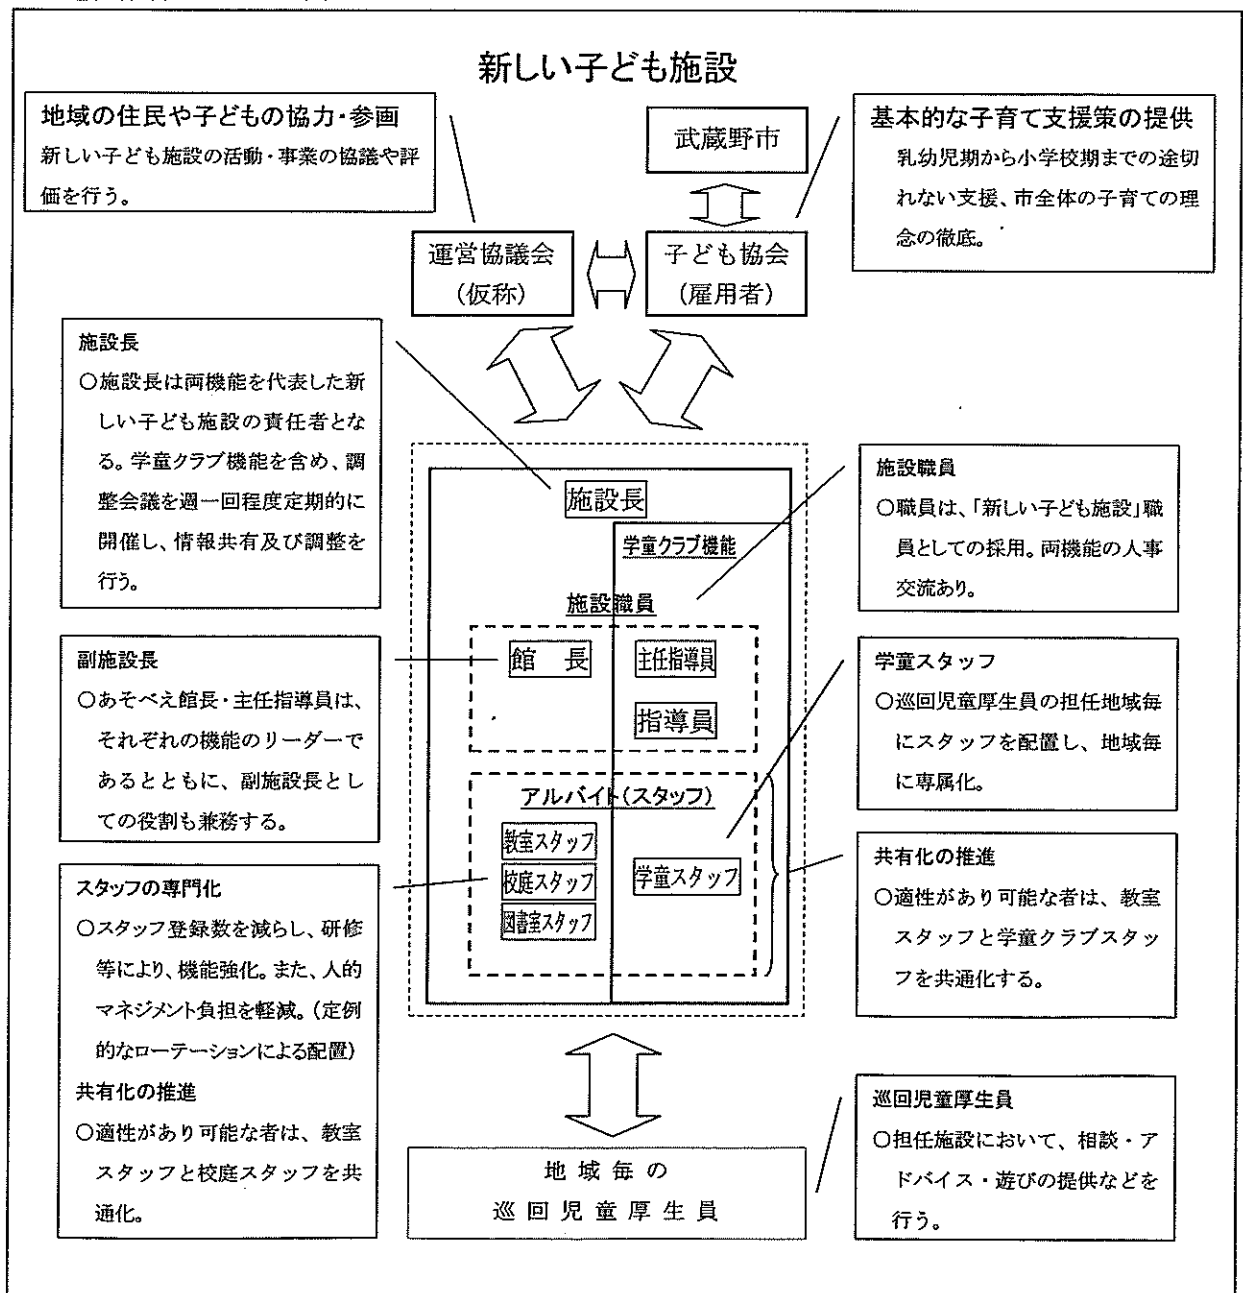 新しい子ども施設
地域の住民や子どもの協力・参画
新しい子ども施設の活動・事業の協議や評
価を行う。
武蔵野市
基本的な子育て支援策の提供
乳幼児期から小学校期までの途切
れない支援、市全体の子育ての理
念の徹底。
運営協議会
(仮称)
子ども協会
(雇用者)
施設長
○施設長は両機能を代表した新
しい子ども施設の責任者とな
る。学童クラブ機能を含め、調
整会議を週一回程度定期的に
開催し、情報共有及び調整を
行う。
施設長
学童クラブ機能
施設職員
施設職員
○職員は、「新しい子ども施設」職
員としての採用。両機能の人事
交流あり。
副施設長
○あそべえ館長・主任指導員は、
それぞれの機能のリーダーで
あるとともに、副施設長とし
ての役割も兼務する。
館 長
主任指導員
指導員
学童スタッフ
○巡回児童厚生員の担任地域毎
にスタッフを配置し、地域毎
に専属化。
アルバイト(スタッフ)
教室スタッフ
校庭スタッフ
図書室スタッフ
学童スタッフ
共有化の推進
○適性があり可能な者は、教室
スタッフと学童クラブスタッ
フを共通化する。
スタッフの専門化
○スタッフ登録数を減らし、研修
等により、機能強化。また、人的
マネジメント負担を軽減。(定例
的なローテーションによる配置)
共有化の推進
○適性があり可能な者は、教室
スタッフと校庭スタッフを共
通化。
地域毎の
巡回児童厚生員
巡回児童厚生員
○担任施設において、相談・ア
ドバイス・遊びの提供などを
行う。